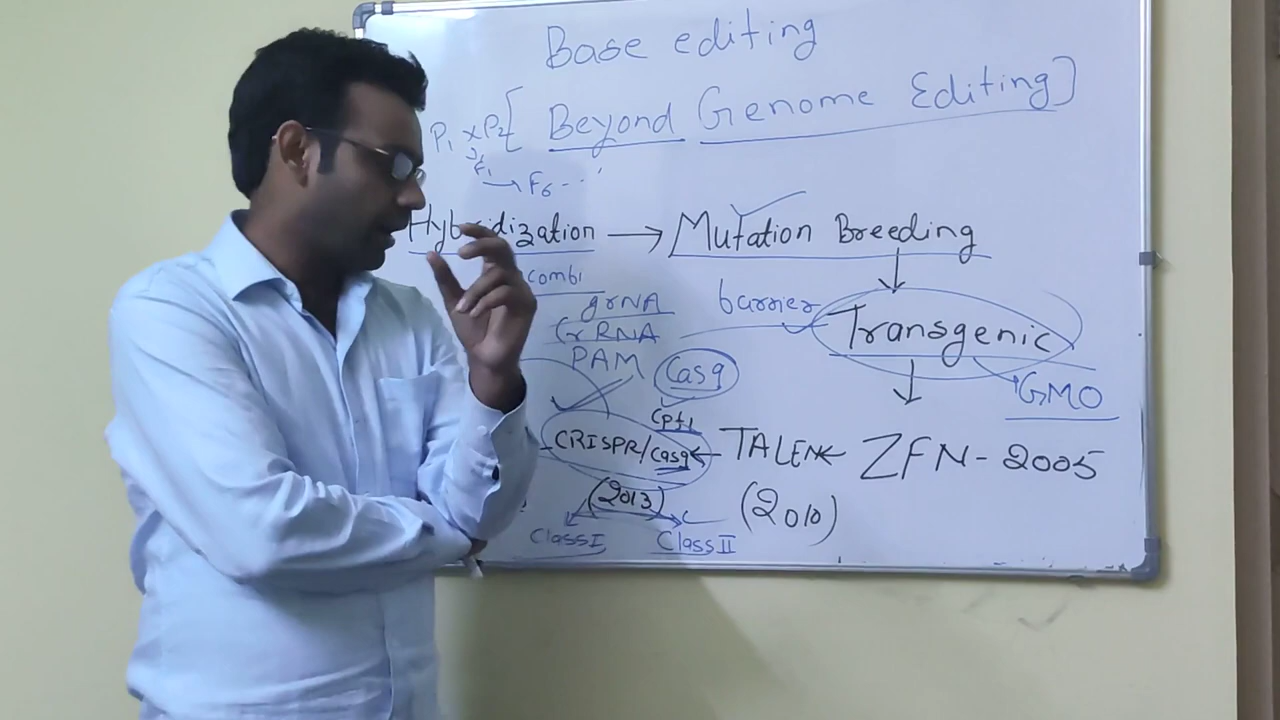 Base editing
[ Beyond Genome Editing ]
P1 x P2
F1
→ F6 - - -
Hybridization → Mutation Breeding
combi
grNA
CrRNA
PAM
barrier
Transgenic
Cas9
GMO
Cpf1
CRISPR/Cas9 ← TALEN ← ZFN - 2005
(2013)
(2010)
Class I
Class II